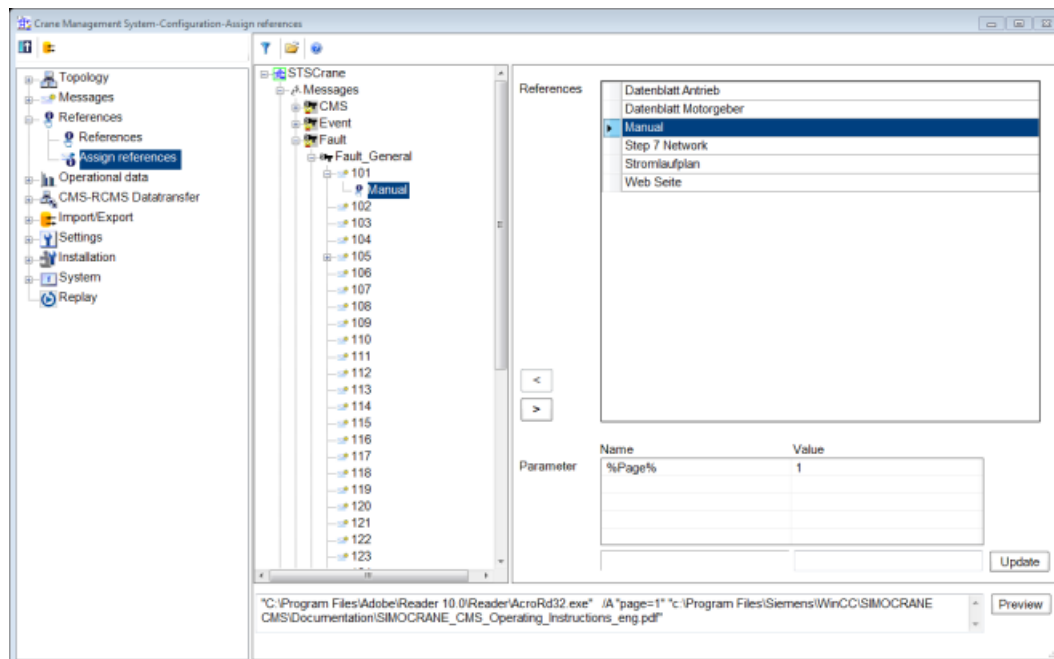 Crane Management System-Configuration-Assign references
Topology
Messages
References
References
Assign references
Operational data
CMS-RCMS Datatransfer
Import/Export
Settings
Installation
System
Replay
STSCrane
Messages
CMS
Event
Fault
Fault_General
101
Manual
102
103
104
105
106
107
108
109
110
111
112
113
114
115
116
117
118
119
120
121
122
123
References
Datenblatt Antrieb
Datenblatt Motorgeber
Manual
Step 7 Network
Stromlaufplan
Web Seite
<
>
Name Value
Parameter %Page% 1
Update
"C:\Program Files\Adobe\Reader 10.0\Reader\AcroRd32.exe" /A "page=1" "c:\Program Files\Siemens\WinCC\SIMOCRANE
CMS\Documentation\SIMOCRANE_CMS_Operating_Instructions_eng.pdf"
Preview